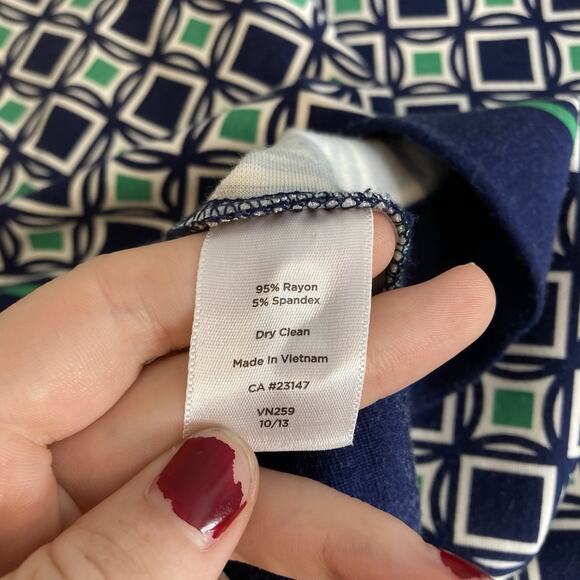 95% Rayon
5% Spandex
Dry Clean
Made In Vietnam
CA #23147
VN259
10/13